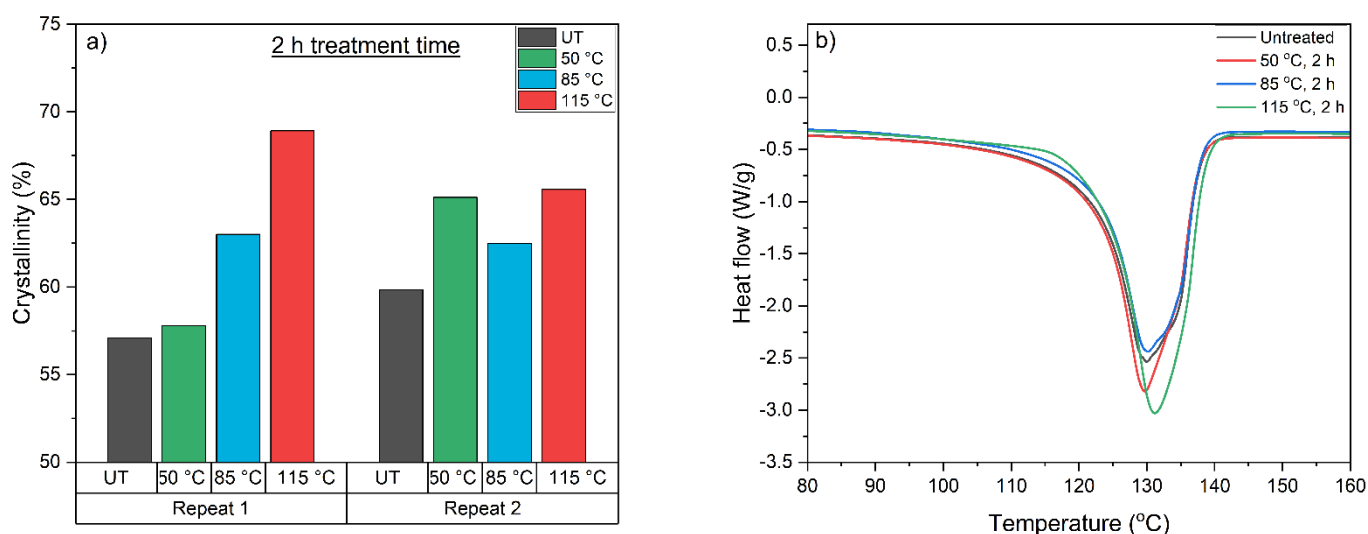 a)
2 h treatment time
UT
50 °C
85 °C
115 °C
Crystallinity (%)
75
70
65
60
55
50
UT 50 °C 85 °C 115 °C UT 50 °C 85 °C 115 °C
Repeat 1 Repeat 2
b)
Untreated
50 °C, 2 h
85 °C, 2 h
115 °C, 2 h
Heat flow (W/g)
0.5
0.0
-0.5
-1.0
-1.5
-2.0
-2.5
-3.0
-3.5
80 90 100 110 120 130 140 150 160
Temperature (°C)